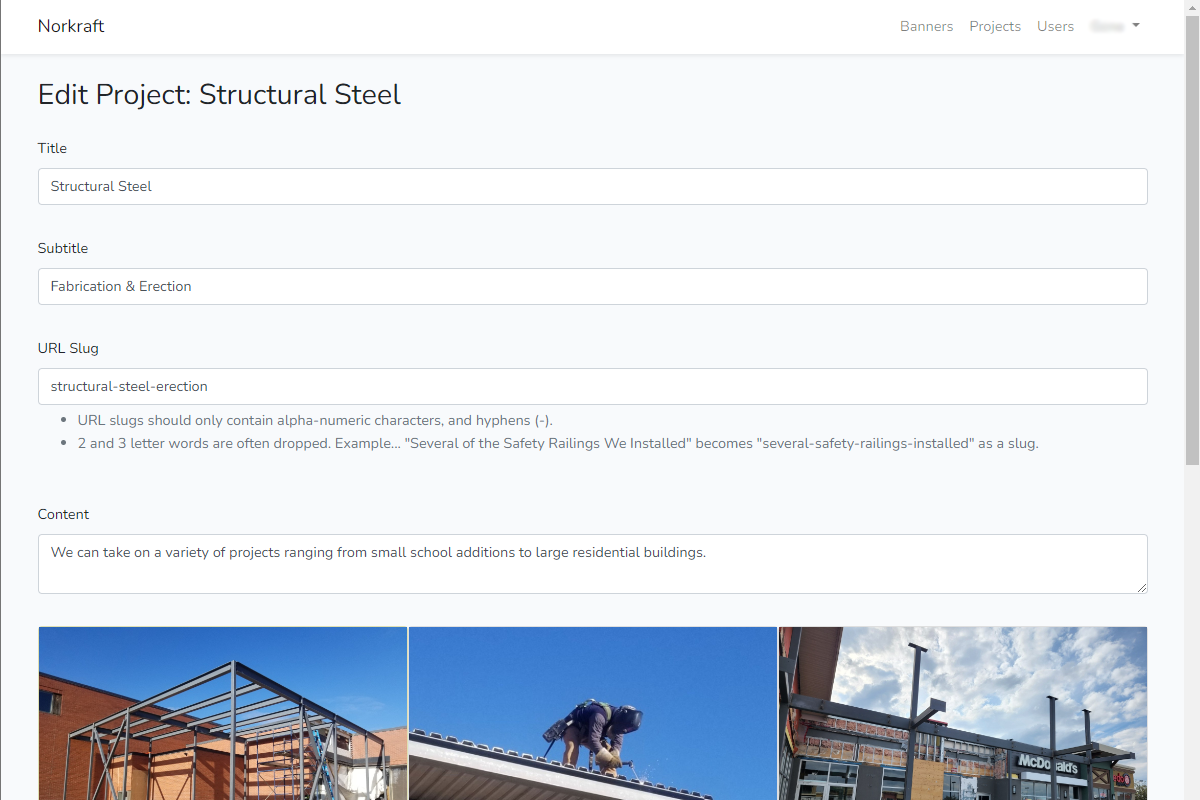 Norkraft
Banners Projects Users
Edit Project: Structural Steel
Title
Structural Steel
Subtitle
Fabrication & Erection
URL Slug
structural-steel-erection
URL slugs should only contain alpha-numeric characters, and hyphens (-).
2 and 3 letter words are often dropped. Example... "Several of the Safety Railings We Installed" becomes "several-safety-railings-installed" as a slug.
Content
We can take on a variety of projects ranging from small school additions to large residential buildings.
McDonald's